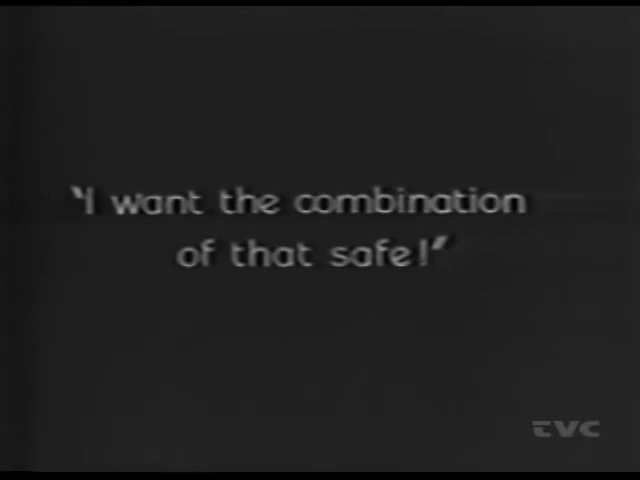 "I want the combination
of that safe!"
TVC